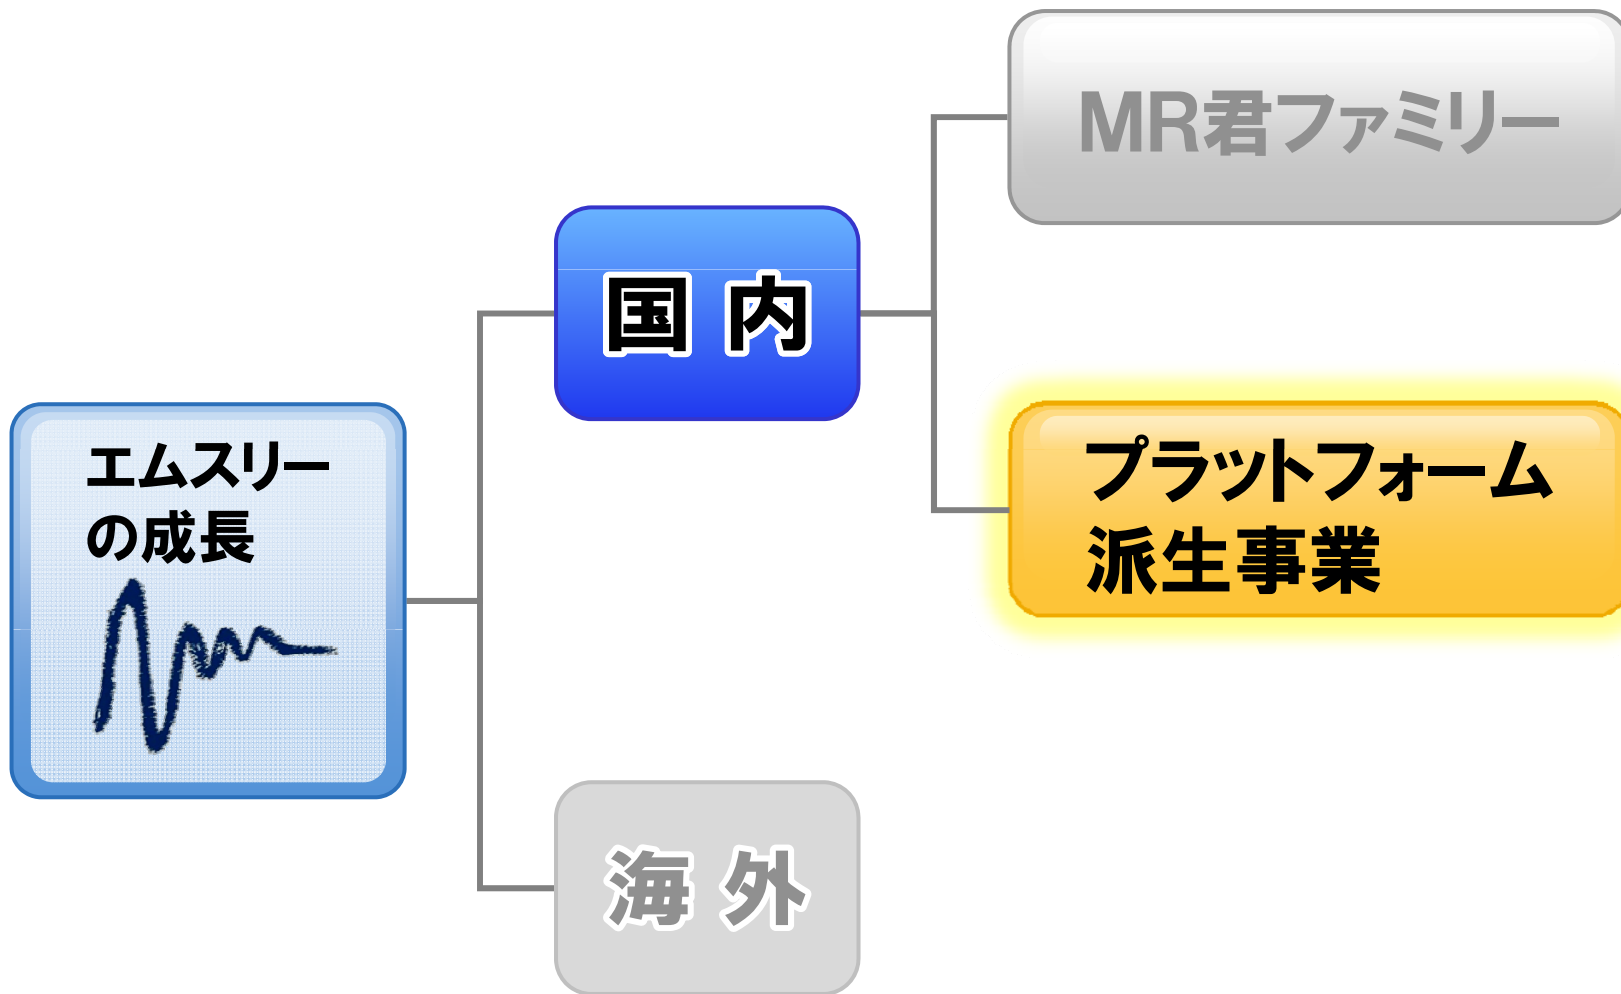 MR君ファミリー
国 内
エムスリー
の成長
プラットフォーム
派生事業
海 外